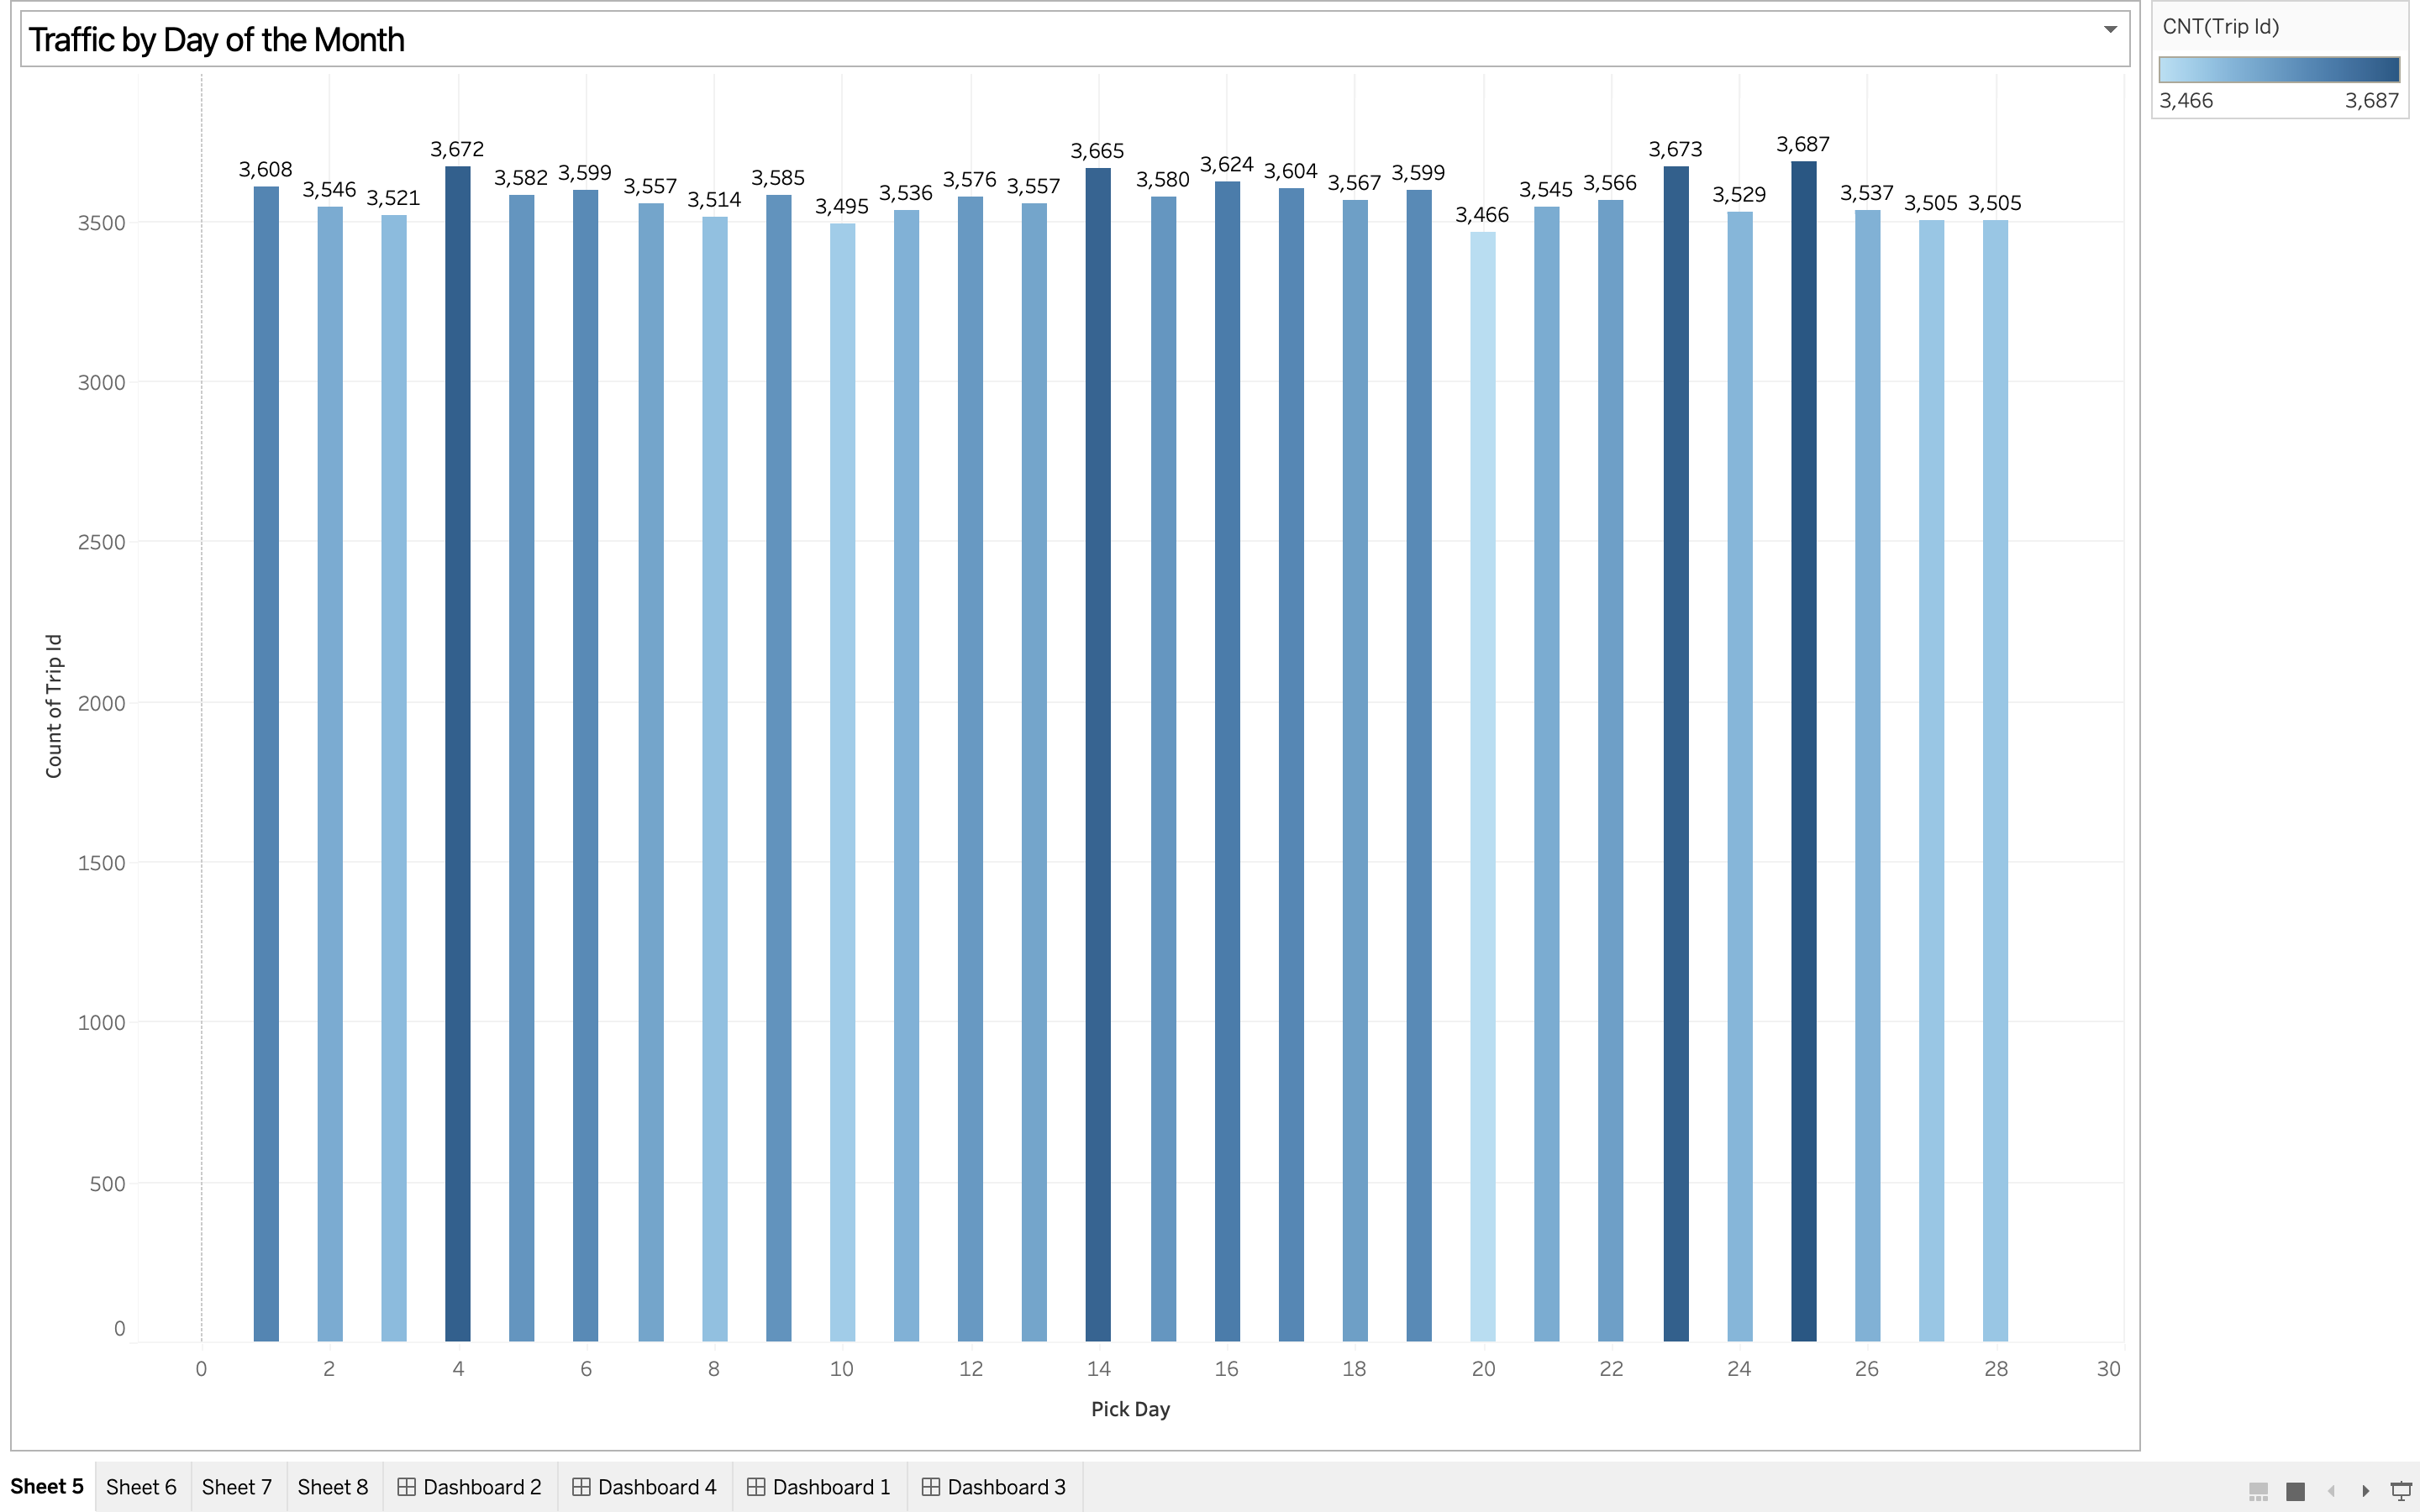 Traffic by Day of the Month
CNT(Trip Id)
3,466 3,687
3,608 3,546 3,521 3,672 3,582 3,599 3,557 3,514 3,585 3,495 3,536 3,576 3,557 3,665 3,580 3,624 3,604 3,567 3,599 3,466 3,545 3,566 3,673 3,529 3,687 3,537 3,505 3,505
3500
3000
2500
2000
1500
1000
500
0
Count of Trip Id
0 2 4 6 8 10 12 14 16 18 20 22 24 26 28 30
Pick Day
Sheet 5 Sheet 6 Sheet 7 Sheet 8 Dashboard 2 Dashboard 4 Dashboard 1 Dashboard 3